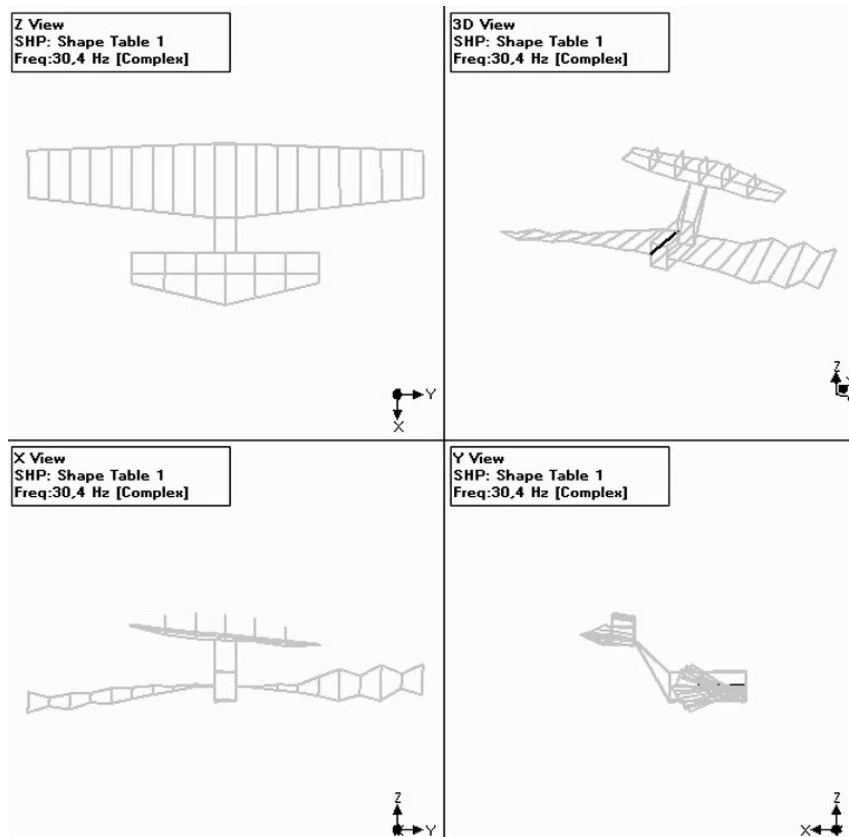 Z View
SHP: Shape Table 1
Freq:30,4 Hz [Complex]
3D View
SHP: Shape Table 1
Freq:30,4 Hz [Complex]
Y
X
Z
X View
SHP: Shape Table 1
Freq:30,4 Hz [Complex]
Y View
SHP: Shape Table 1
Freq:30,4 Hz [Complex]
Z
Y
Z
X